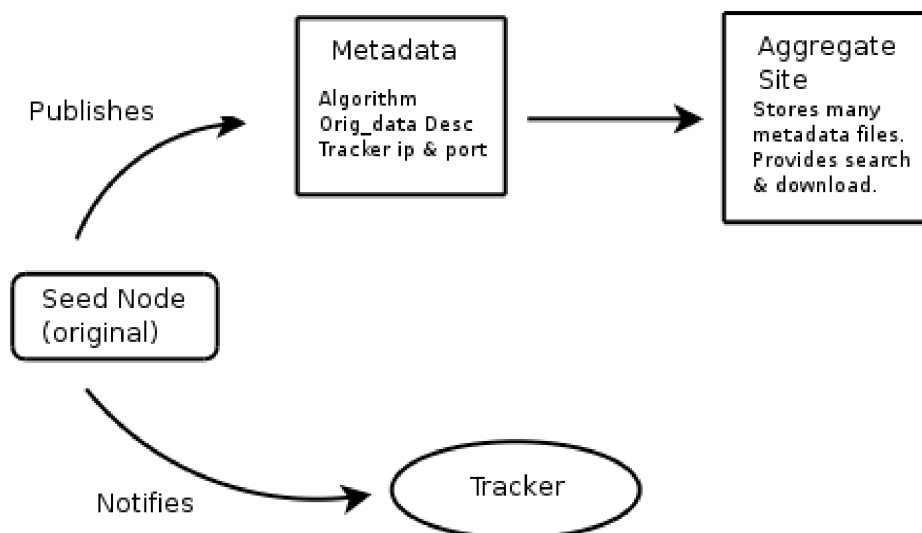 Publishes
Metadata
Algorithm
Orig_data Desc
Tracker ip & port
Aggregate
Site
Stores many
metadata files.
Provides search
& download.
Seed Node
(original)
Notifies
Tracker